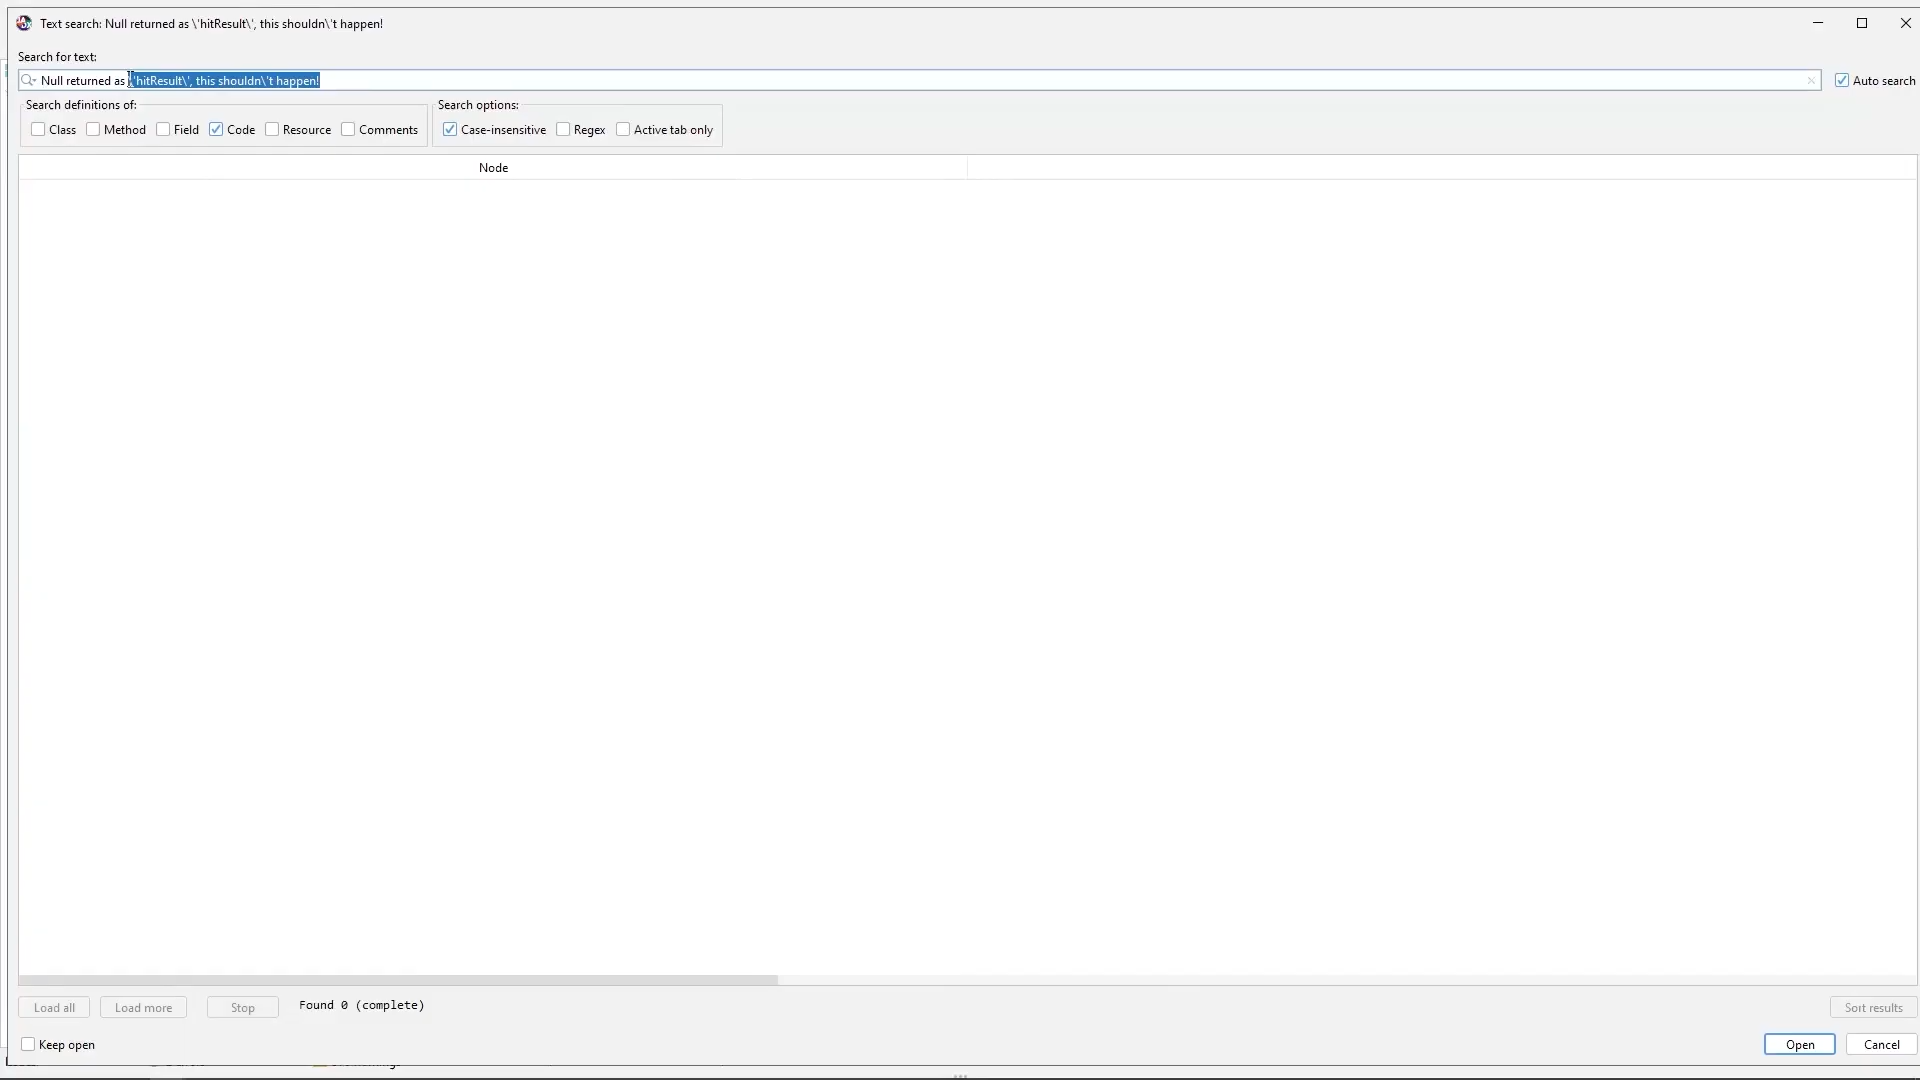 Text search: Null returned as \'hitResult\', this shouldn\'t happen!
Search for text:
Null returned as \'hitResult\', this shouldn\'t happen!
Auto search
Search definitions of:
Search options:
Class Method Field Code Resource Comments
Case-insensitive Regex Active tab only
Node
Load all Load more Stop Found 0 (complete) Sort results
Keep open Open Cancel